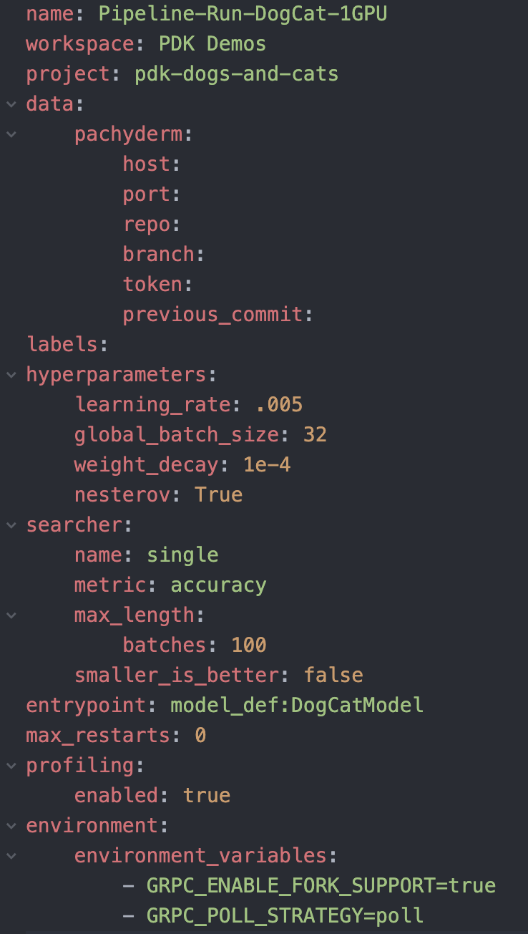 name: Pipeline-Run-DogCat-1GPU
workspace: PDK Demos
project: pdk-dogs-and-cats
data:
    pachyderm:
        host:
        port:
        repo:
        branch:
        token:
        previous_commit:
labels:
hyperparameters:
    learning_rate: .005
    global_batch_size: 32
    weight_decay: 1e-4
    nesterov: True
searcher:
    name: single
    metric: accuracy
    max_length:
        batches: 100
    smaller_is_better: false
entrypoint: model_def:DogCatModel
max_restarts: 0
profiling:
    enabled: true
environment:
    environment_variables:
        - GRPC_ENABLE_FORK_SUPPORT=true
        - GRPC_POLL_STRATEGY=poll